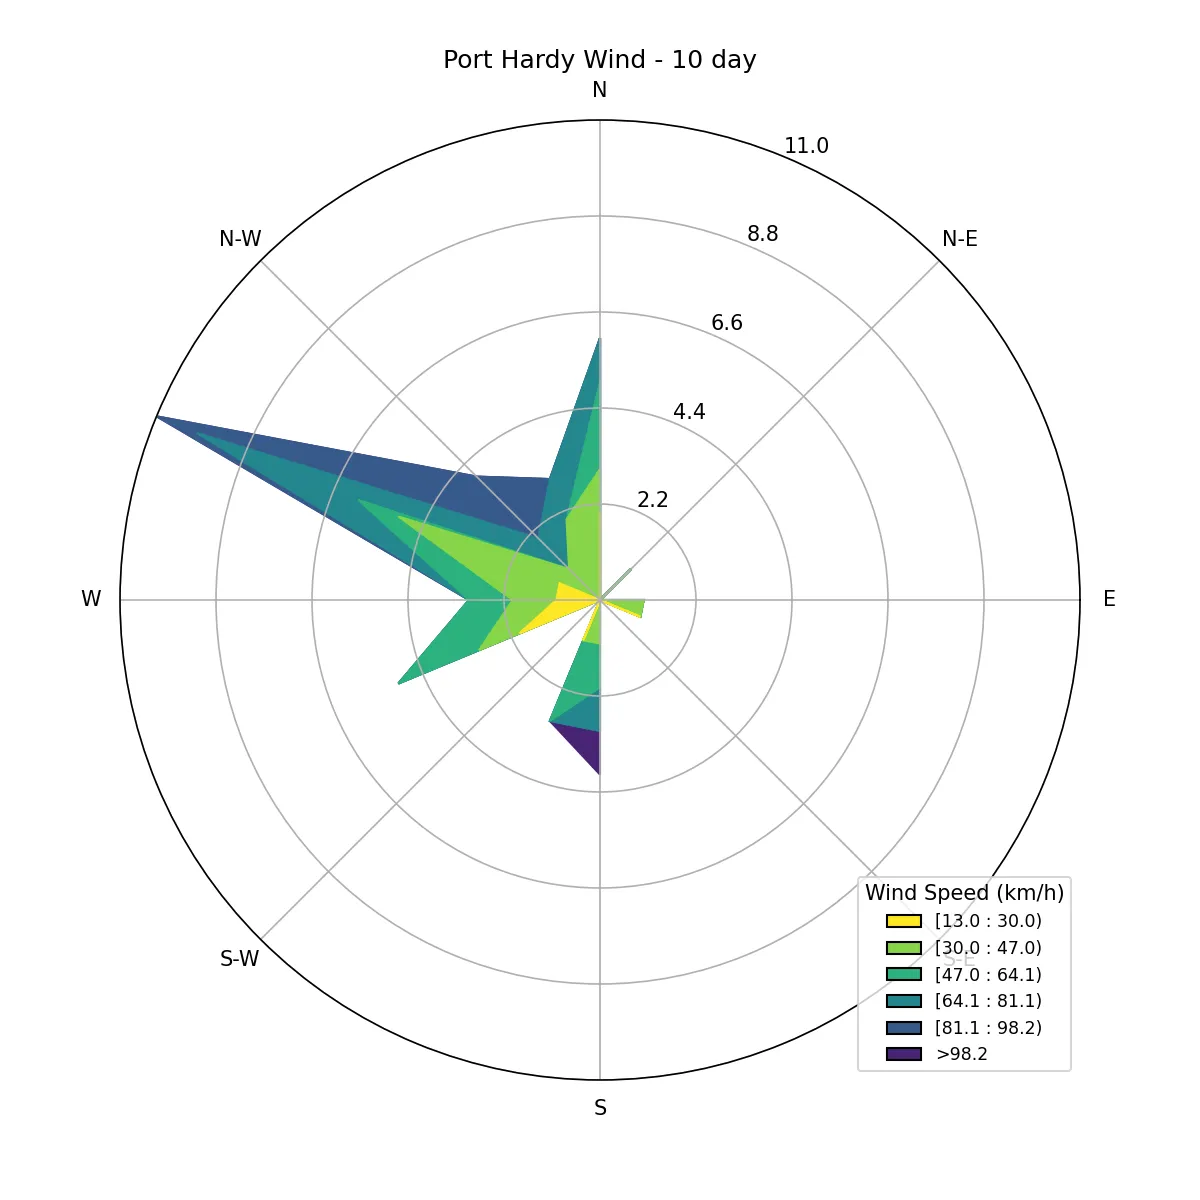 Port Hardy Wind - 10 day
N
11.0
N-W
N-E
8.8
6.6
4.4
2.2
W
E
S-W
S-E
S
Wind Speed (km/h)
[13.0 : 30.0)
[30.0 : 47.0)
[47.0 : 64.1)
[64.1 : 81.1)
[81.1 : 98.2)
>98.2